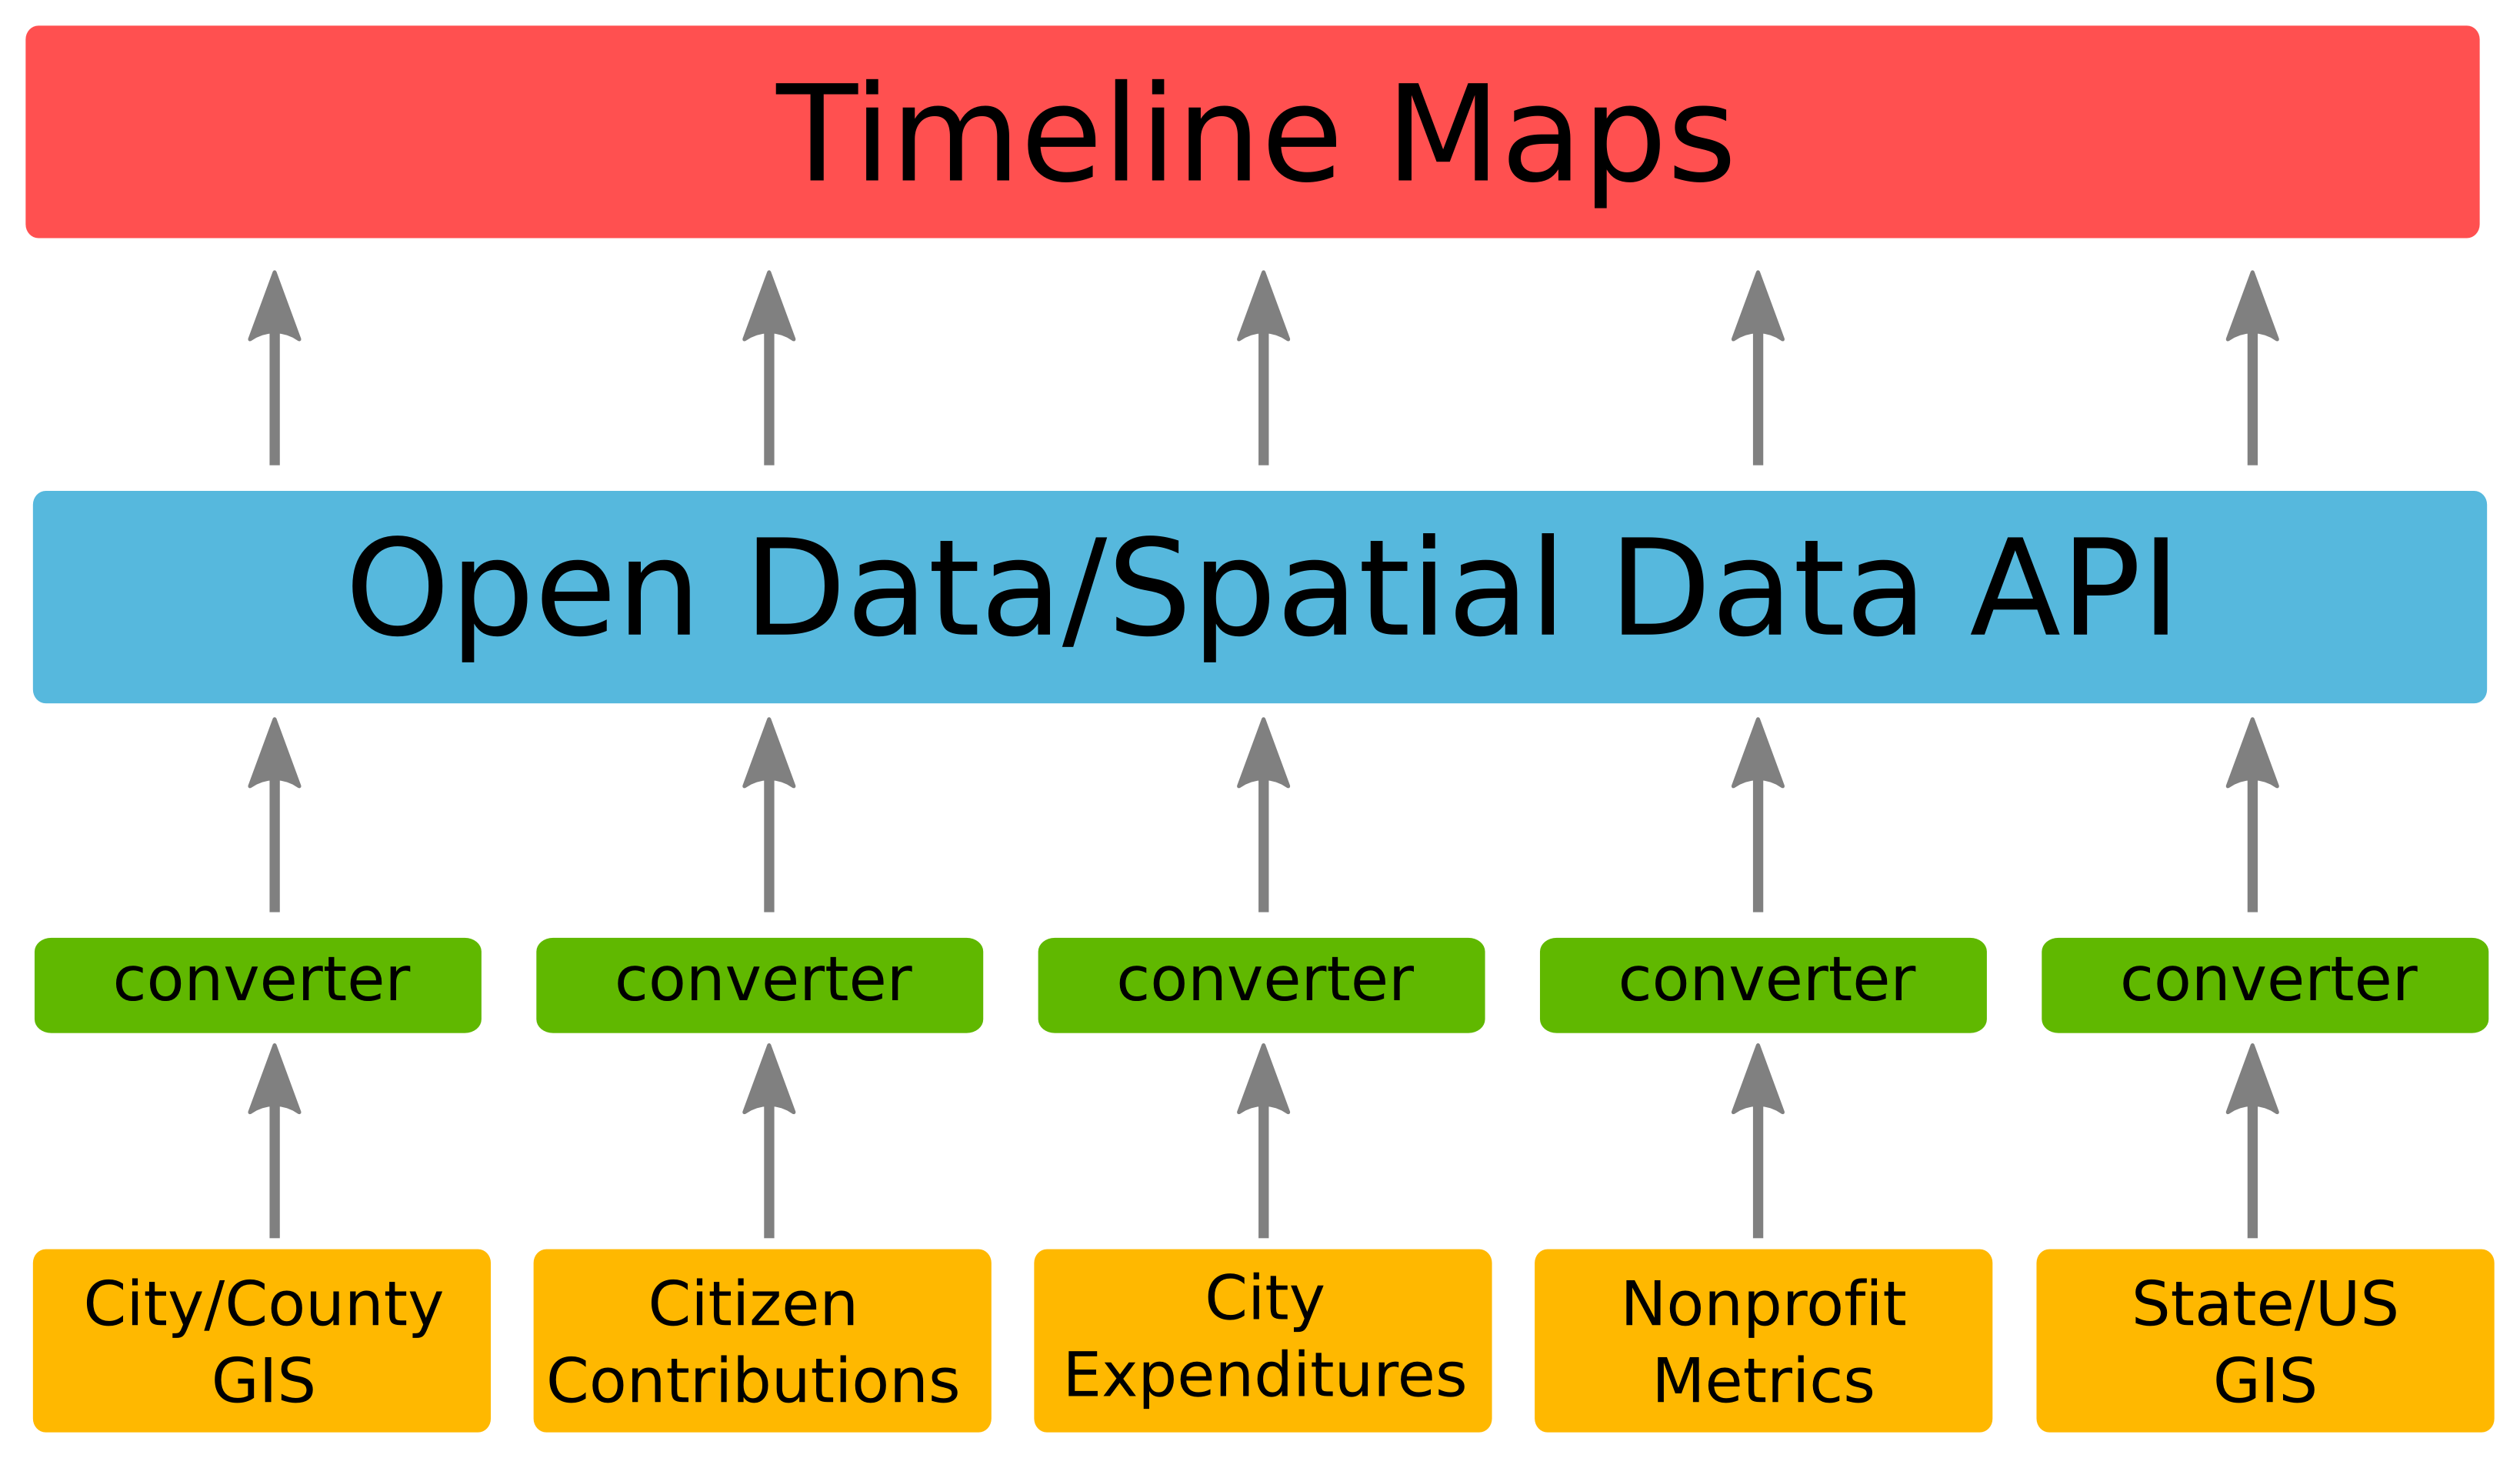 Timeline Maps
Open Data/Spatial Data API
converter
converter
converter
converter
converter
City/County
GIS
Citizen
Contributions
City
Expenditures
Nonprofit
Metrics
State/US
GIS